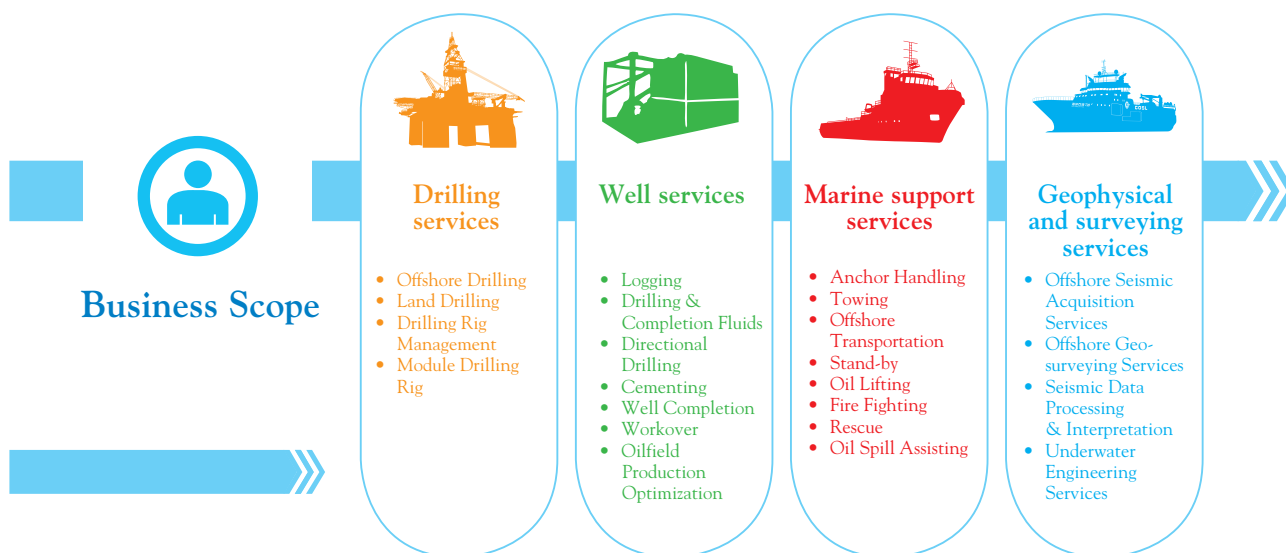 Business Scope
Drilling
services
• Offshore Drilling
• Land Drilling
• Drilling Rig
Management
• Module Drilling
Rig
Well services
• Logging
• Drilling &
Completion Fluids
• Directional
Drilling
• Cementing
• Well Completion
• Workover
• Oilfield
Production
Optimization
Marine support
services
• Anchor Handling
• Towing
• Offshore
Transportation
• Stand-by
• Oil Lifting
• Fire Fighting
• Rescue
• Oil Spill Assisting
COSL
Geophysical
and surveying
services
• Offshore Seismic
Acquisition
Services
• Offshore Geo-
surveying Services
• Seismic Data
Processing
& Interpretation
• Underwater
Engineering
Services